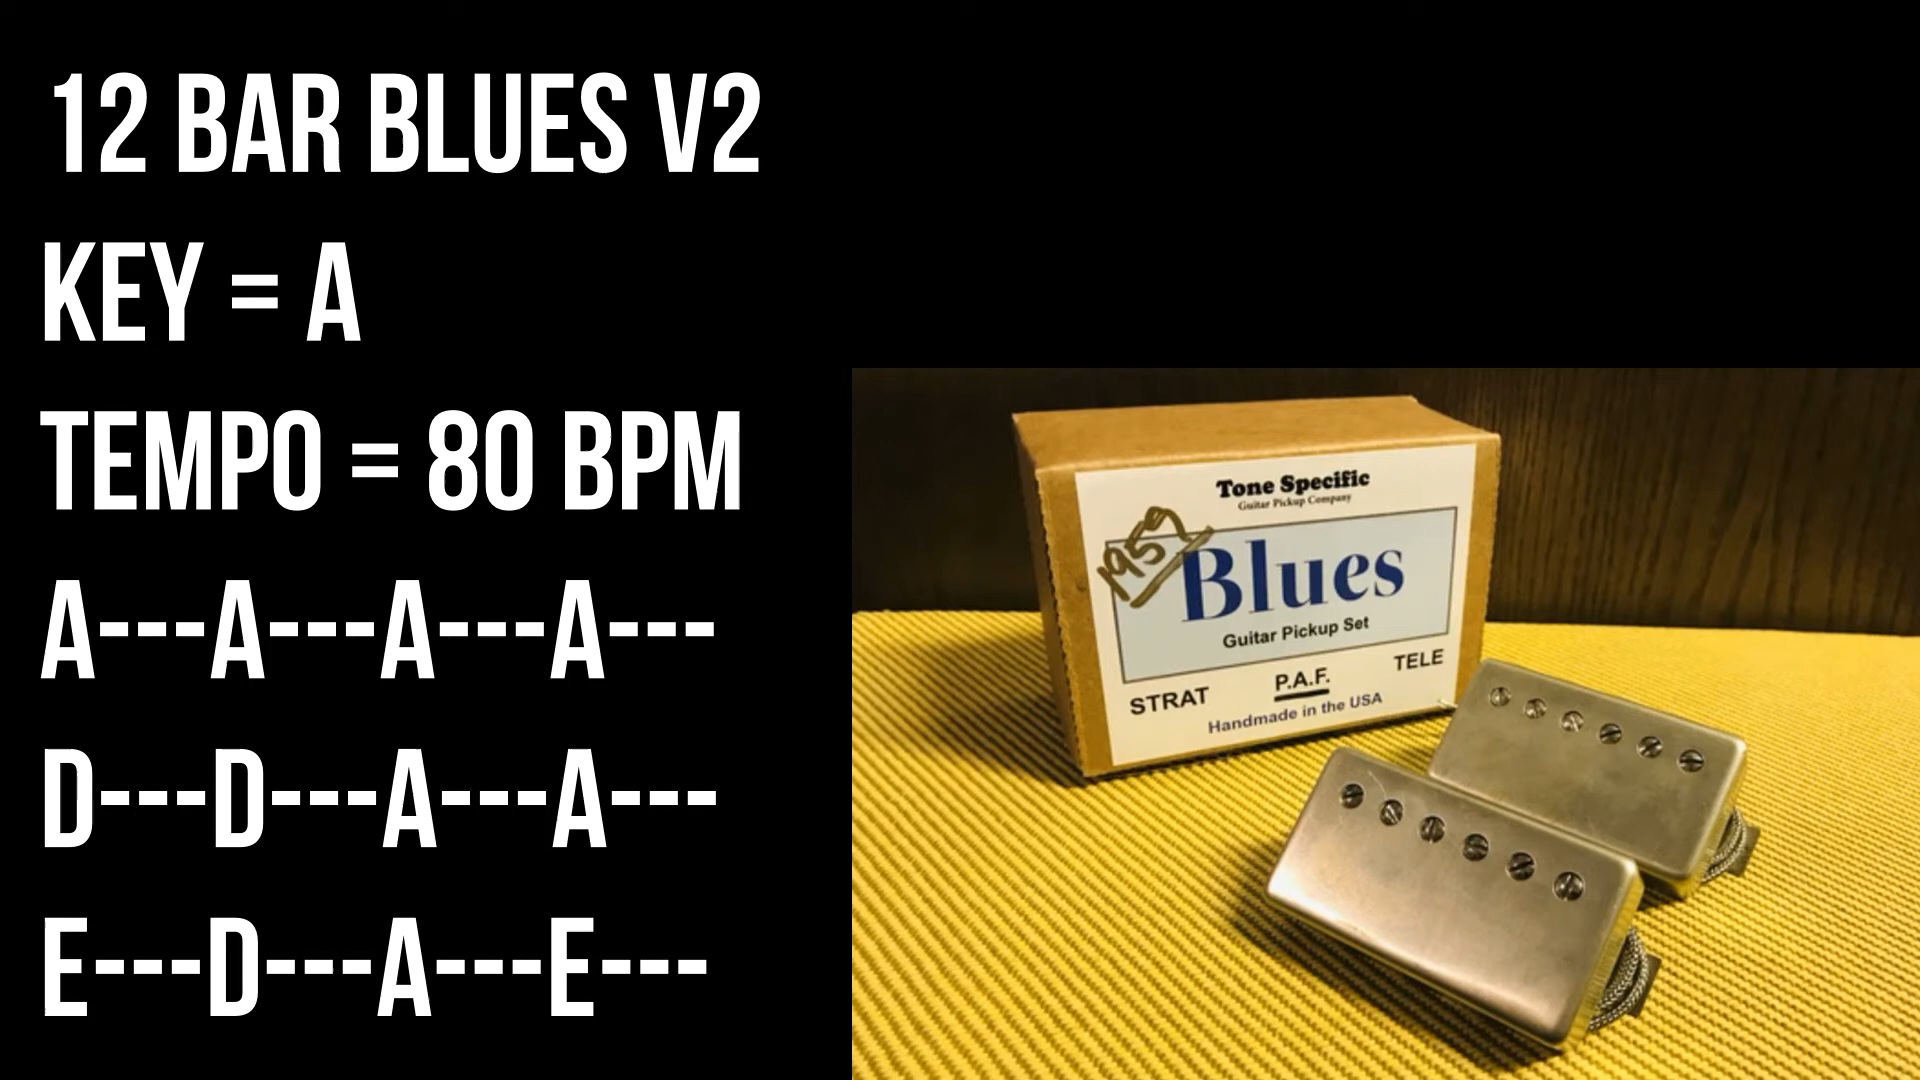 12 BAR BLUES V2
KEY = A
TEMPO = 80 BPM
A---A---A---A---
D---D---A---A---
E---D---A---E---
Tone Specific
Guitar Pickup Company
1957
Blues
Guitar Pickup Set
STRAT P.A.F. TELE
Handmade in the USA